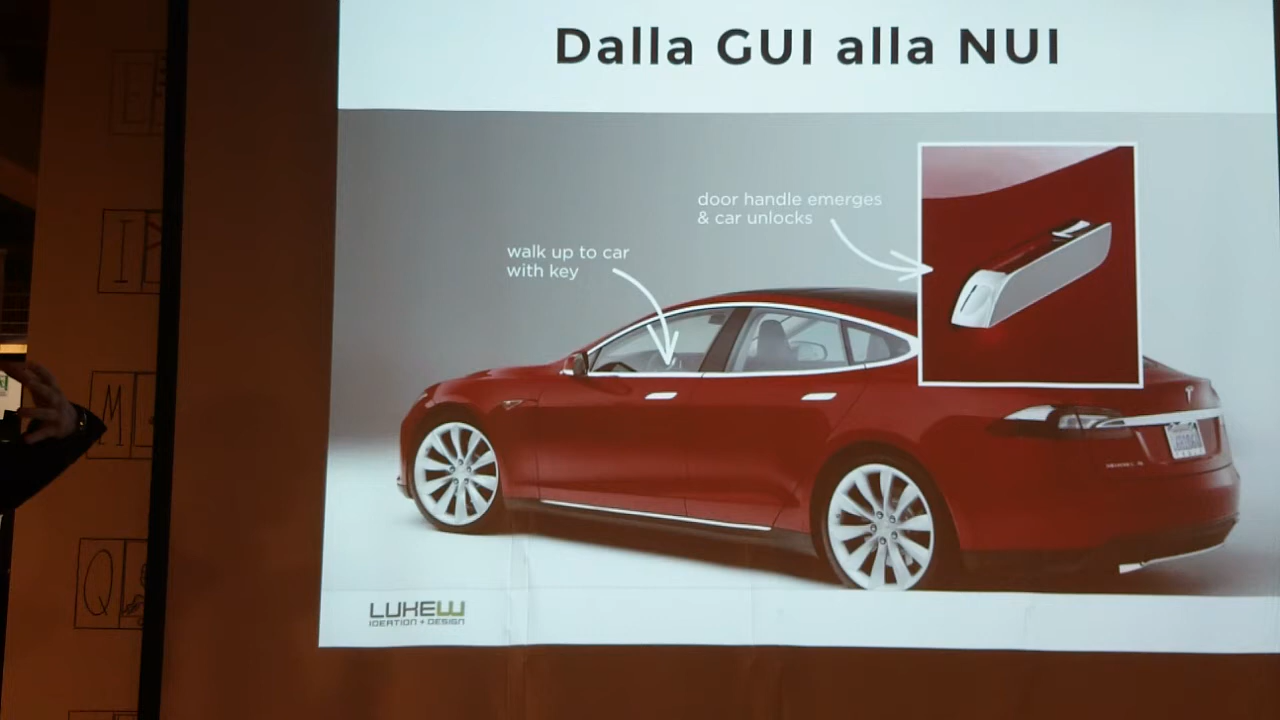 Dalla GUI alla NUI
door handle emerges
& car unlocks
walk up to car
with key
LUKEW
IDEATION + DESIGN
I
M
Q